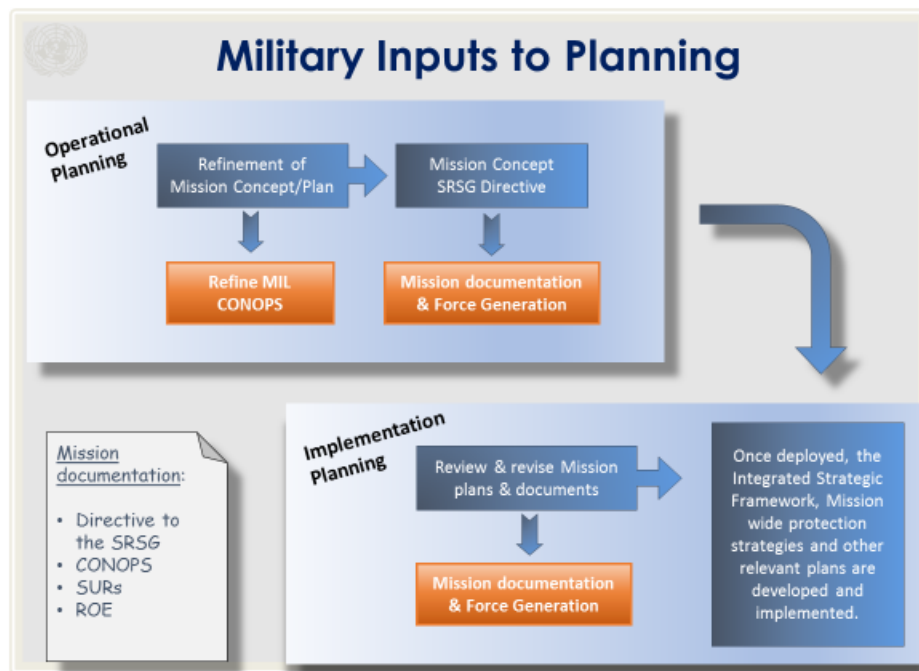 Military Inputs to Planning
Operational
Planning
Refinement of
Mission Concept/Plan
Mission Concept
SRSG Directive
Refine MIL
CONOPS
Mission documentation
& Force Generation
Mission
documentation:
• Directive to
the SRSG
• CONOPS
• SURs
• ROE
Implementation
Planning
Review & revise Mission
plans & documents
Mission documentation
& Force Generation
Once deployed, the
Integrated Strategic
Framework, Mission
wide protection
strategies and other
relevant plans are
developed and
implemented.